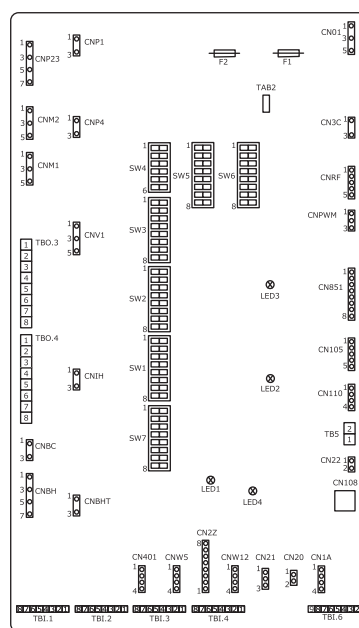 CNP23 1 3 5 7
CNP1 1 3
F2
F1
CN01 1 3 5
TAB2
CNM2 1 3 5
CNP4 1 3
CN3C 1 3
SW4 1 6
SW5 1 8
SW6 1 8
CNM1 1 3 5
CNRF 1 5
SW3 1 8
CNPWM 1 3
CNV1 1 3 5
TBO.3
1
2
3
4
5
6
7
8
SW2 1 8
LED3
CN851 1 8
TBO.4
1
2
3
4
5
6
7
8
SW1 1 8
CN105 1 5
CNIH 1 3
LED2
CN110 1 4
SW7 1 8
TB5
2
1
CNBC 1 3
CN22 1 2
CNBH 1 3 5 7
LED1
LED4
CN108
CNBHT 1 3
CN2Z 8 1
CN401 1 4
CNW5 1 4
CNW12 1 4
CN21 1 3
CN20 1 2
CN1A 1 4
TBI.1
TBI.2
TBI.3
TBI.4
TBI.6